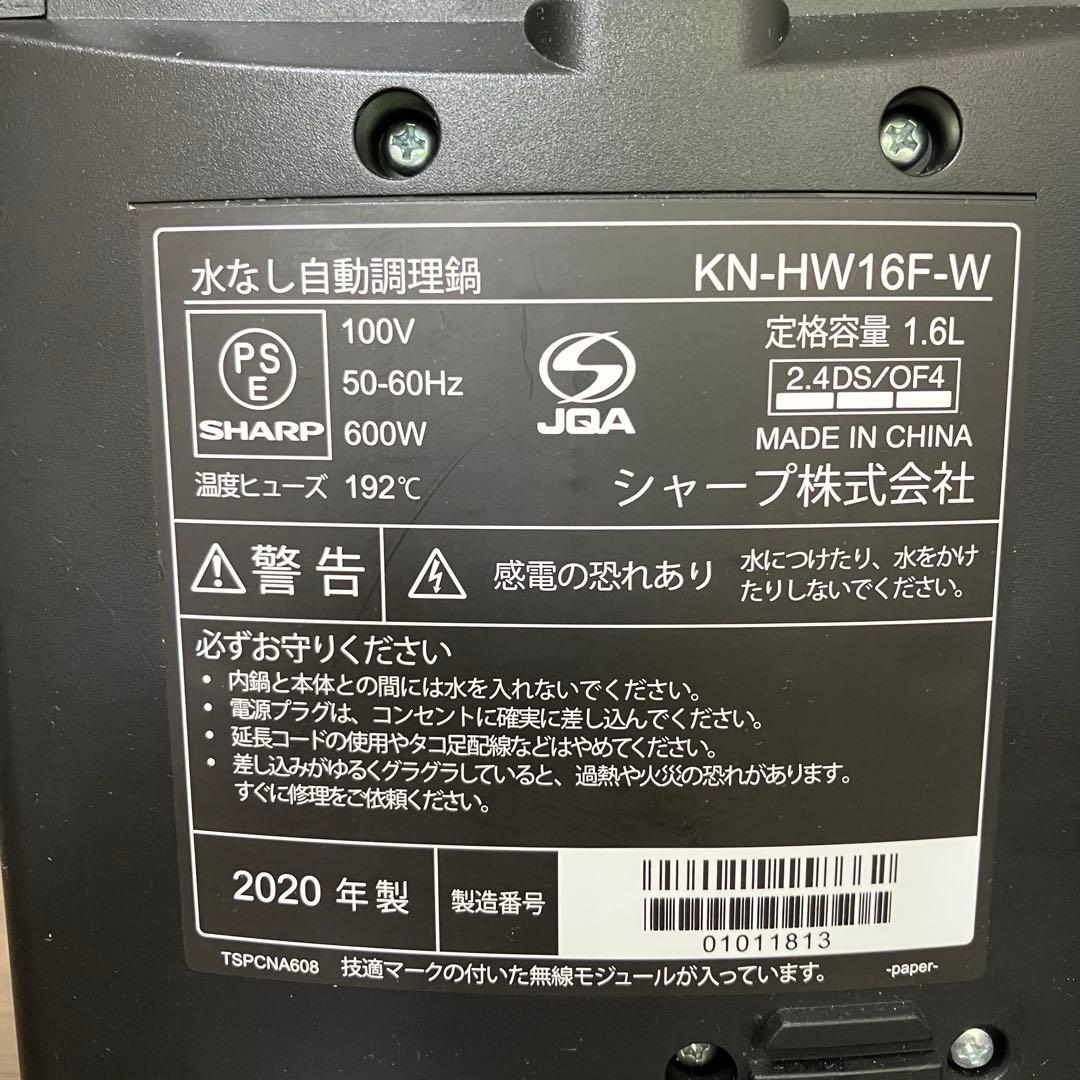 水なし自動調理鍋 KN-HW16F-W
PSE
SHARP
100V
50-60Hz
600W
温度ヒューズ 192℃
JQA
定格容量 1.6L
2.4DS/OF4
MADE IN CHINA
シャープ株式会社
警告
感電の恐れあり
水につけたり、水をかけ
たりしないでください。
必ずお守りください
• 内鍋と本体との間には水を入れないでください。
• 電源プラグは、コンセントに確実に差し込んでください。
• 延長コードの使用やタコ足配線などはやめてください。
• 差し込みがゆるくグラグラしていると、過熱や火災の恐れがあります。
すぐに修理をご依頼ください。
2020 年製
製造番号
01011813
TSPCNA608 技適マークの付いた無線モジュールが入っています。 -paper-